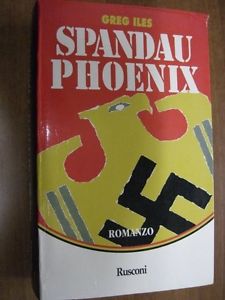 GREG ILES
SPANDAU
PHOENIX
ROMANZO
Rusconi